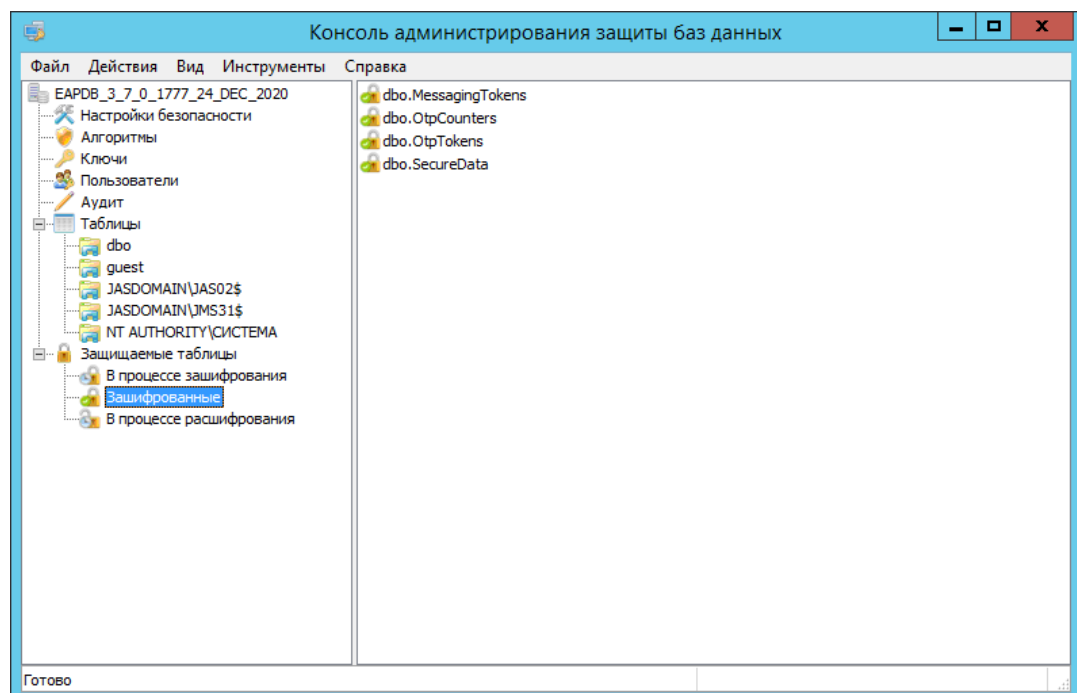 Консоль администрирования защиты баз данных
Файл Действия Вид Инструменты Справка
EAPDB_3_7_0_1777_24_DEC_2020
Настройки безопасности
Алгоритмы
Ключи
Пользователи
Аудит
Таблицы
dbo
guest
JASDOMAIN\JAS02$
JASDOMAIN\JMS31$
NT AUTHORITY\СИСТЕМА
Защищаемые таблицы
В процессе зашифрования
Зашифрованные
В процессе расшифрования
dbo.MessagingTokens
dbo.OtpCounters
dbo.OtpTokens
dbo.SecureData
Готово